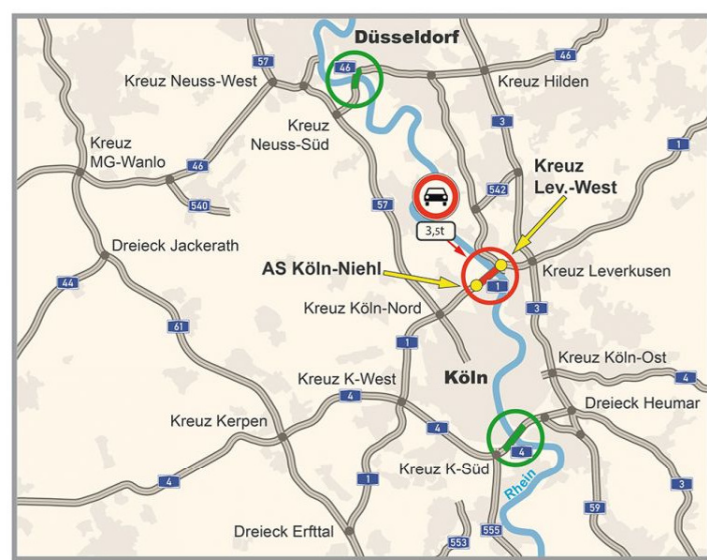 Düsseldorf
57
46
46
Kreuz Neuss-West
Kreuz Hilden
Kreuz
Neuss-Süd
3
1
Kreuz
MG-Wanlo
46
Kreuz
Lev.-West
542
540
57
3,5t
Dreieck Jackerath
AS Köln-Niehl
Kreuz Leverkusen
44
1
Kreuz Köln-Nord
3
61
Kreuz Köln-Ost
1
Kreuz K-West
Köln
4
4
Dreieck Heumar
Kreuz Kerpen
4
4
Kreuz K-Süd
4
1
Rhein
3
59
Dreieck Erfttal
555
553